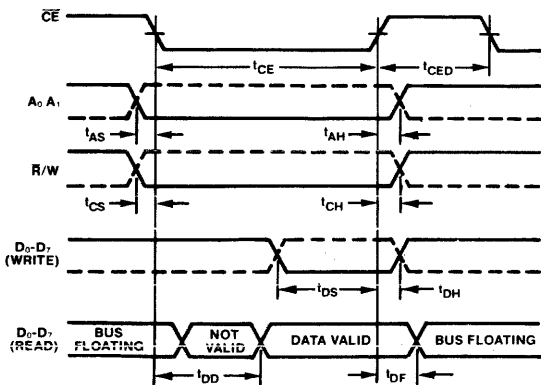 CE
tCE
tCED
A₀ A₁
tAS
tAH
R/W
tCS
tCH
D₀-D₇
(WRITE)
tDS
tDH
D₀-D₇
(READ)
BUS
FLOATING
NOT
VALID
DATA VALID
BUS FLOATING
tDD
tDF